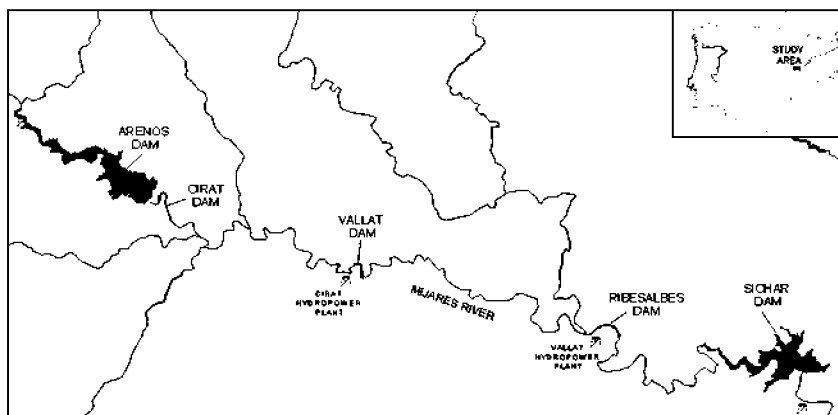 STUDY
AREA
ARENOS
DAM
CIRAT
DAM
VALLAT
DAM
CIRAT
HYDROPOWER
PLANT
MIJARES RIVER
RIBESALBES
DAM
SICHAR
DAM
VALLAT
HYDROPOWER
PLANT